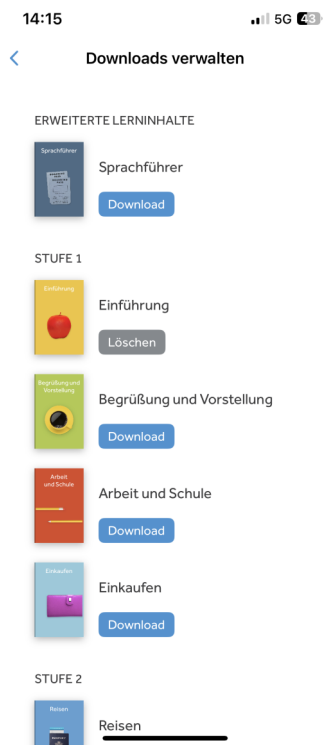 14:15
5G 43
Downloads verwalten
ERWEITERTE LERNINHALTE
Sprachführer
Sprachführer
Download
STUFE 1
Einführung
Einführung
Löschen
Begrüßung und
Vorstellung
Begrüßung und Vorstellung
Download
Arbeit
und Schule
Arbeit und Schule
Download
Einkaufen
Einkaufen
Download
STUFE 2
Reisen
Reisen